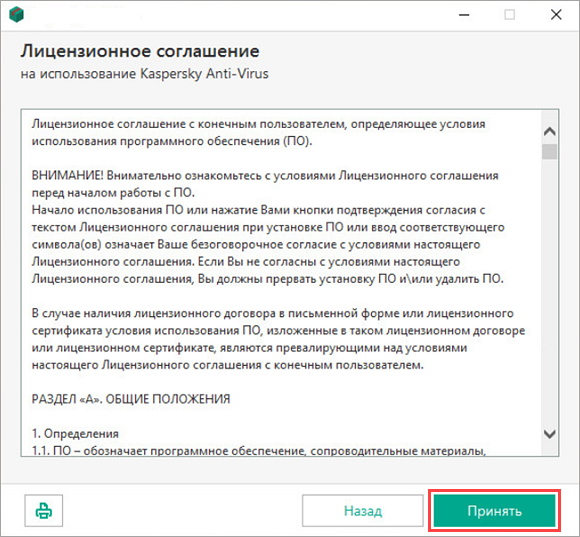 Лицензионное соглашение
на использование Kaspersky Anti-Virus
Лицензионное соглашение с конечным пользователем, определяющее условия
использования программного обеспечения (ПО).
ВНИМАНИЕ! Внимательно ознакомьтесь с условиями Лицензионного соглашения
перед началом работы с ПО.
Начало использования ПО или нажатие Вами кнопки подтверждения согласия с
текстом Лицензионного соглашения при установке ПО или ввод соответствующего
символа(ов) означает Ваше безоговорочное согласие с условиями настоящего
Лицензионного соглашения. Если Вы не согласны с условиями настоящего
Лицензионного соглашения, Вы должны прервать установку ПО и\или удалить ПО.
В случае наличия лицензионного договора в письменной форме или лицензионного
сертификата условия использования ПО, изложенные в таком лицензионном договоре
или лицензионном сертификате, являются превалирующими над условиями
настоящего Лицензионного соглашения с конечным пользователем.
РАЗДЕЛ «А». ОБЩИЕ ПОЛОЖЕНИЯ
1. Определения
1.1. ПО – обозначает программное обеспечение, сопроводительные материалы,
Назад
Принять